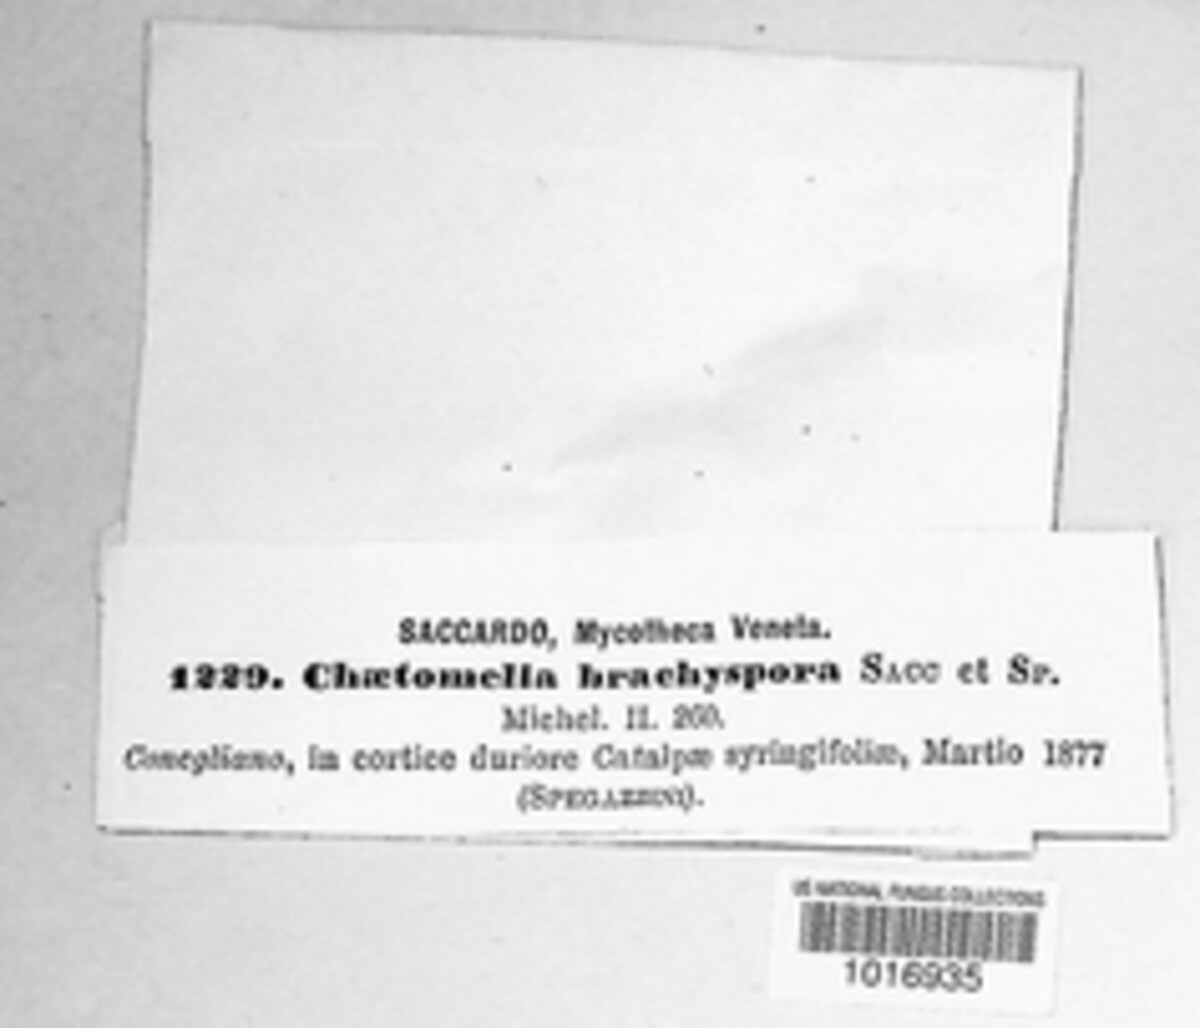 SACCARDO, Mycotheca Veneta.
1229. Chætomella brachyspora SACC et SP.
Michel. II. 260.
Conegliano, in cortice duriore Catalpæ syringifoliæ, Martio 1877
(SPEGAZZINI).
US NATIONAL FUNGUS COLLECTIONS
1016935